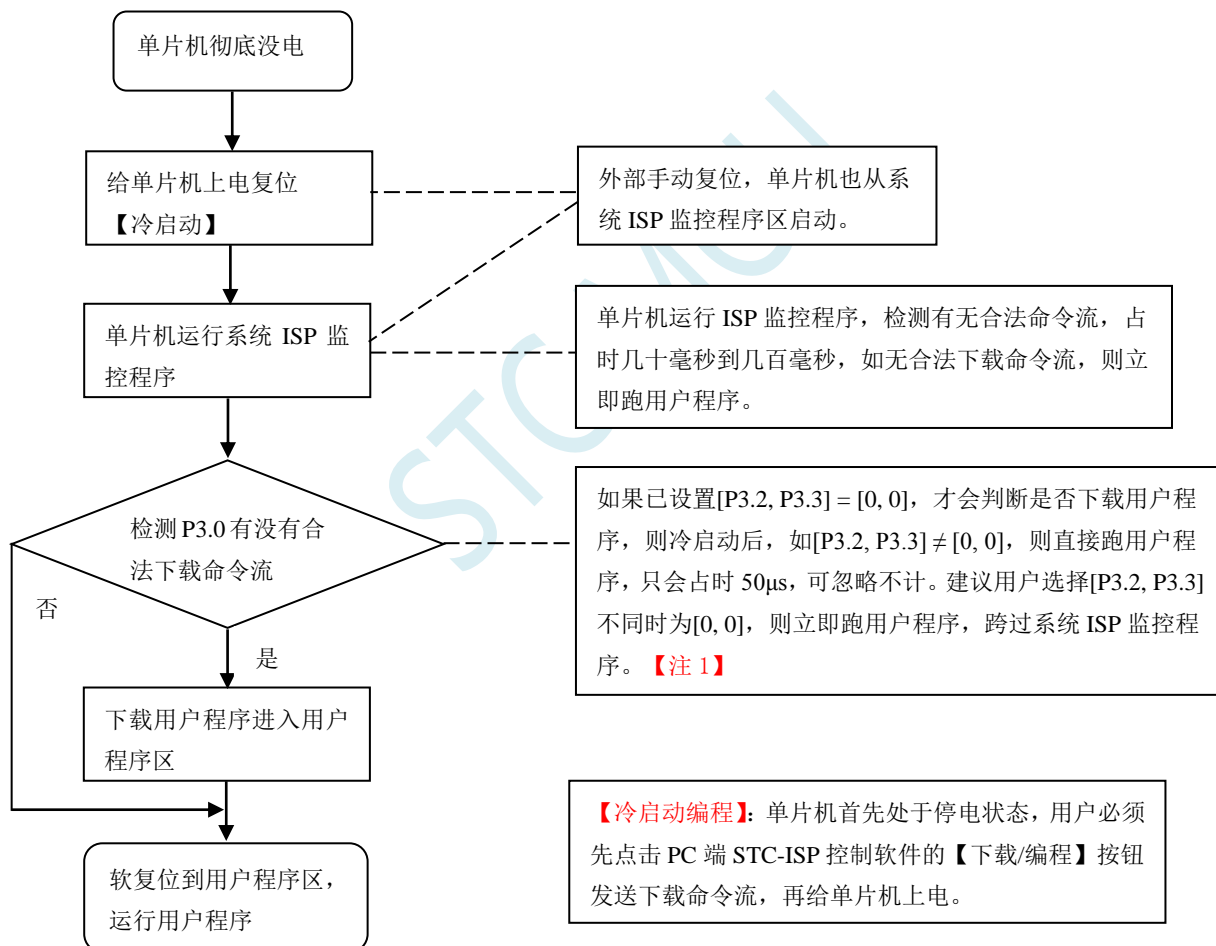 单片机彻底没电
给单片机上电复位
【冷启动】
外部手动复位，单片机也从系
统 ISP 监控程序区启动。
单片机运行系统 ISP 监
控程序
单片机运行 ISP 监控程序，检测有无合法命令流，占
时几十毫秒到几百毫秒，如无合法下载命令流，则立
即跑用户程序。
检测 P3.0 有没有合
法下载命令流
如果已设置[P3.2, P3.3] = [0, 0]，才会判断是否下载用户程
序，则冷启动后，如[P3.2, P3.3] ≠ [0, 0]，则直接跑用户程
序，只会占时 50μs，可忽略不计。建议用户选择[P3.2, P3.3]
不同时为[0, 0]，则立即跑用户程序，跨过系统 ISP 监控程
序。【注 1】
否
是
下载用户程序进入用户
程序区
【冷启动编程】：单片机首先处于停电状态，用户必须
先点击 PC 端 STC-ISP 控制软件的【下载/编程】按钮
发送下载命令流，再给单片机上电。
软复位到用户程序区，
运行用户程序
STC MCU